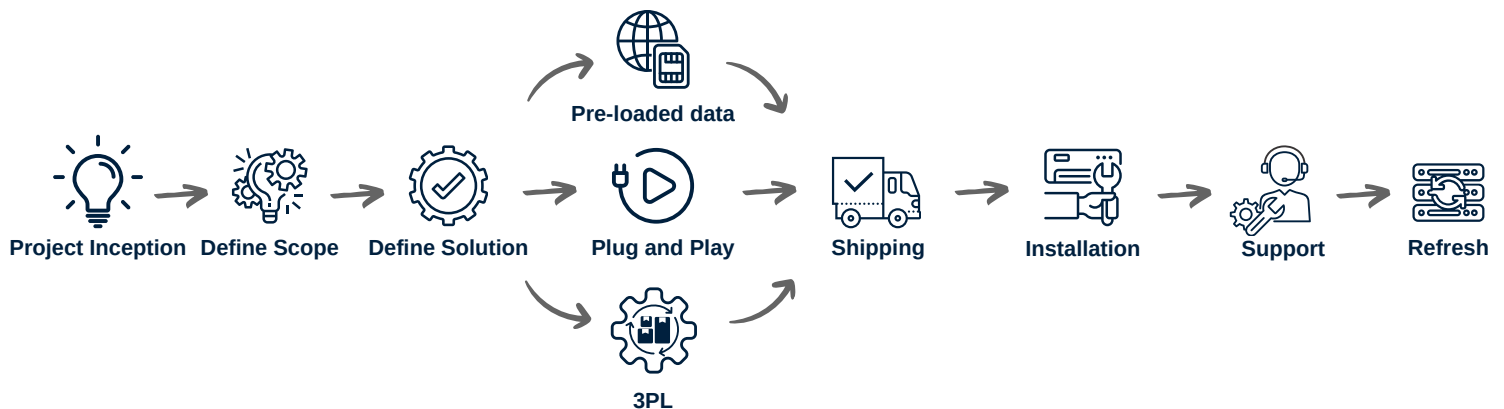 Pre-loaded data
Project Inception
Define Scope
Define Solution
Plug and Play
Shipping
Installation
Support
Refresh
3PL